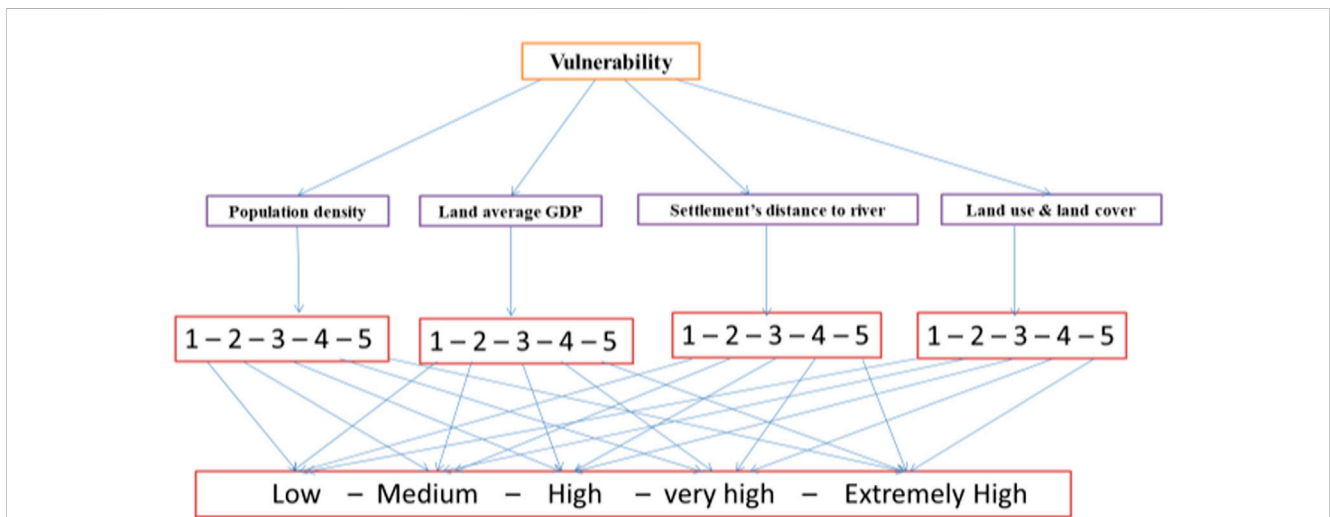 Vulnerability
Population density
Land average GDP
Settlement's distance to river
Land use & land cover
1 – 2 – 3 – 4 – 5
1 – 2 – 3 – 4 – 5
1 – 2 – 3 – 4 – 5
1 – 2 – 3 – 4 – 5
Low – Medium – High – very high – Extremely High